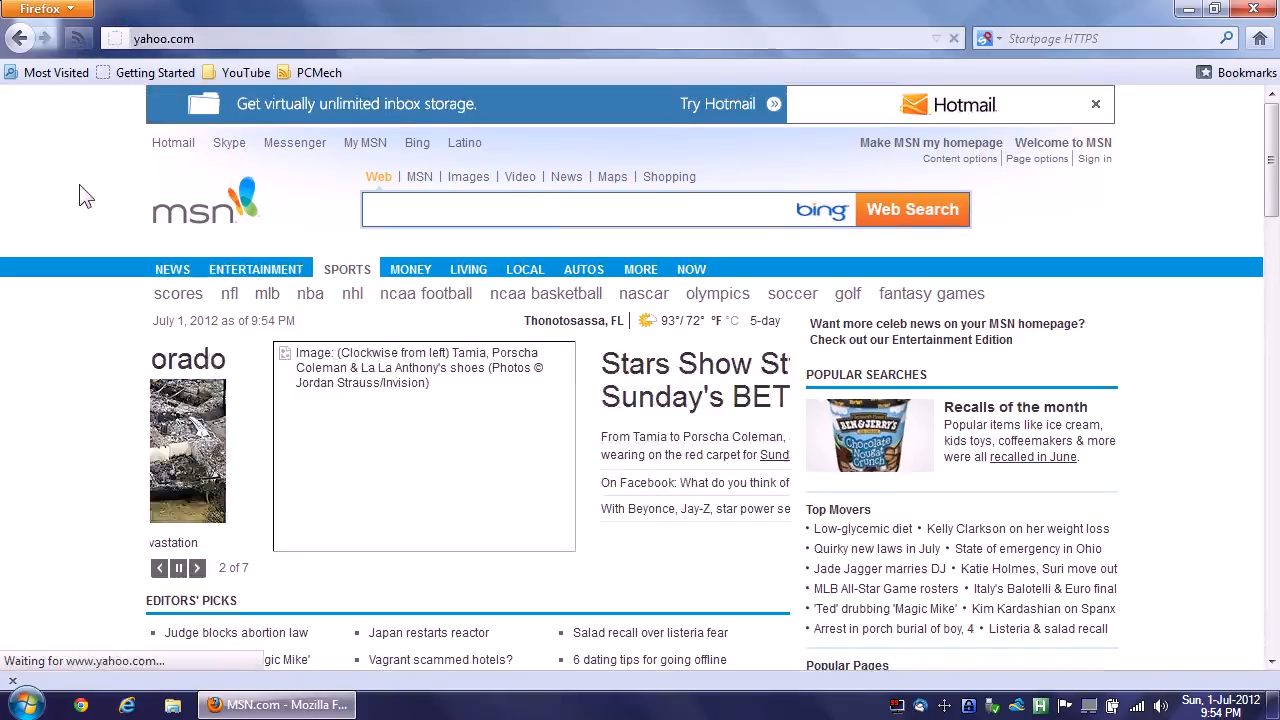 Firefox
yahoo.com
Startpage HTTPS
Most Visited Getting Started YouTube PCMech Bookmarks
Get virtually unlimited inbox storage. Try Hotmail Hotmail
Hotmail Skype Messenger My MSN Bing Latino
Make MSN my homepage Welcome to MSN
Content options | Page options | Sign in
Web | MSN | Images | Video | News | Maps | Shopping
msn
bing Web Search
NEWS ENTERTAINMENT SPORTS MONEY LIVING LOCAL AUTOS MORE NOW
scores nfl mlb nba nhl ncaa football ncaa basketball nascar olympics soccer golf fantasy games
July 1, 2012 as of 9:54 PM
Thonotosassa, FL | 93°/ 72° °F °C 5-day
orado
vastation
Image: (Clockwise from left) Tamia, Porscha
Coleman & La La Anthony's shoes (Photos ©
Jordan Strauss/Invision)
Stars Show St
Sunday's BET
From Tamia to Porscha Coleman,
wearing on the red carpet for Sund
On Facebook: What do you think of
With Beyonce, Jay-Z, star power se
2 of 7
EDITORS' PICKS
Judge blocks abortion law
Japan restarts reactor
Salad recall over listeria fear
gic Mike'
Vagrant scammed hotels?
6 dating tips for going offline
Want more celeb news on your MSN homepage?
Check out our Entertainment Edition
POPULAR SEARCHES
BEN & JERRY'S
Chocolate
Nougat
Crunch
Recalls of the month
Popular items like ice cream,
kids toys, coffeemakers & more
were all recalled in June.
Top Movers
• Low-glycemic diet • Kelly Clarkson on her weight loss
• Quirky new laws in July • State of emergency in Ohio
• Jade Jagger marries DJ • Katie Holmes, Suri move out
• MLB All-Star Game rosters • Italy's Balotelli & Euro final
• 'Ted' drubbing 'Magic Mike' • Kim Kardashian on Spanx
• Arrest in porch burial of boy, 4 • Listeria & salad recall
Popular Pages
Waiting for www.yahoo.com...
MSN.com - Mozilla F...
Sun, 1-Jul-2012
9:54 PM